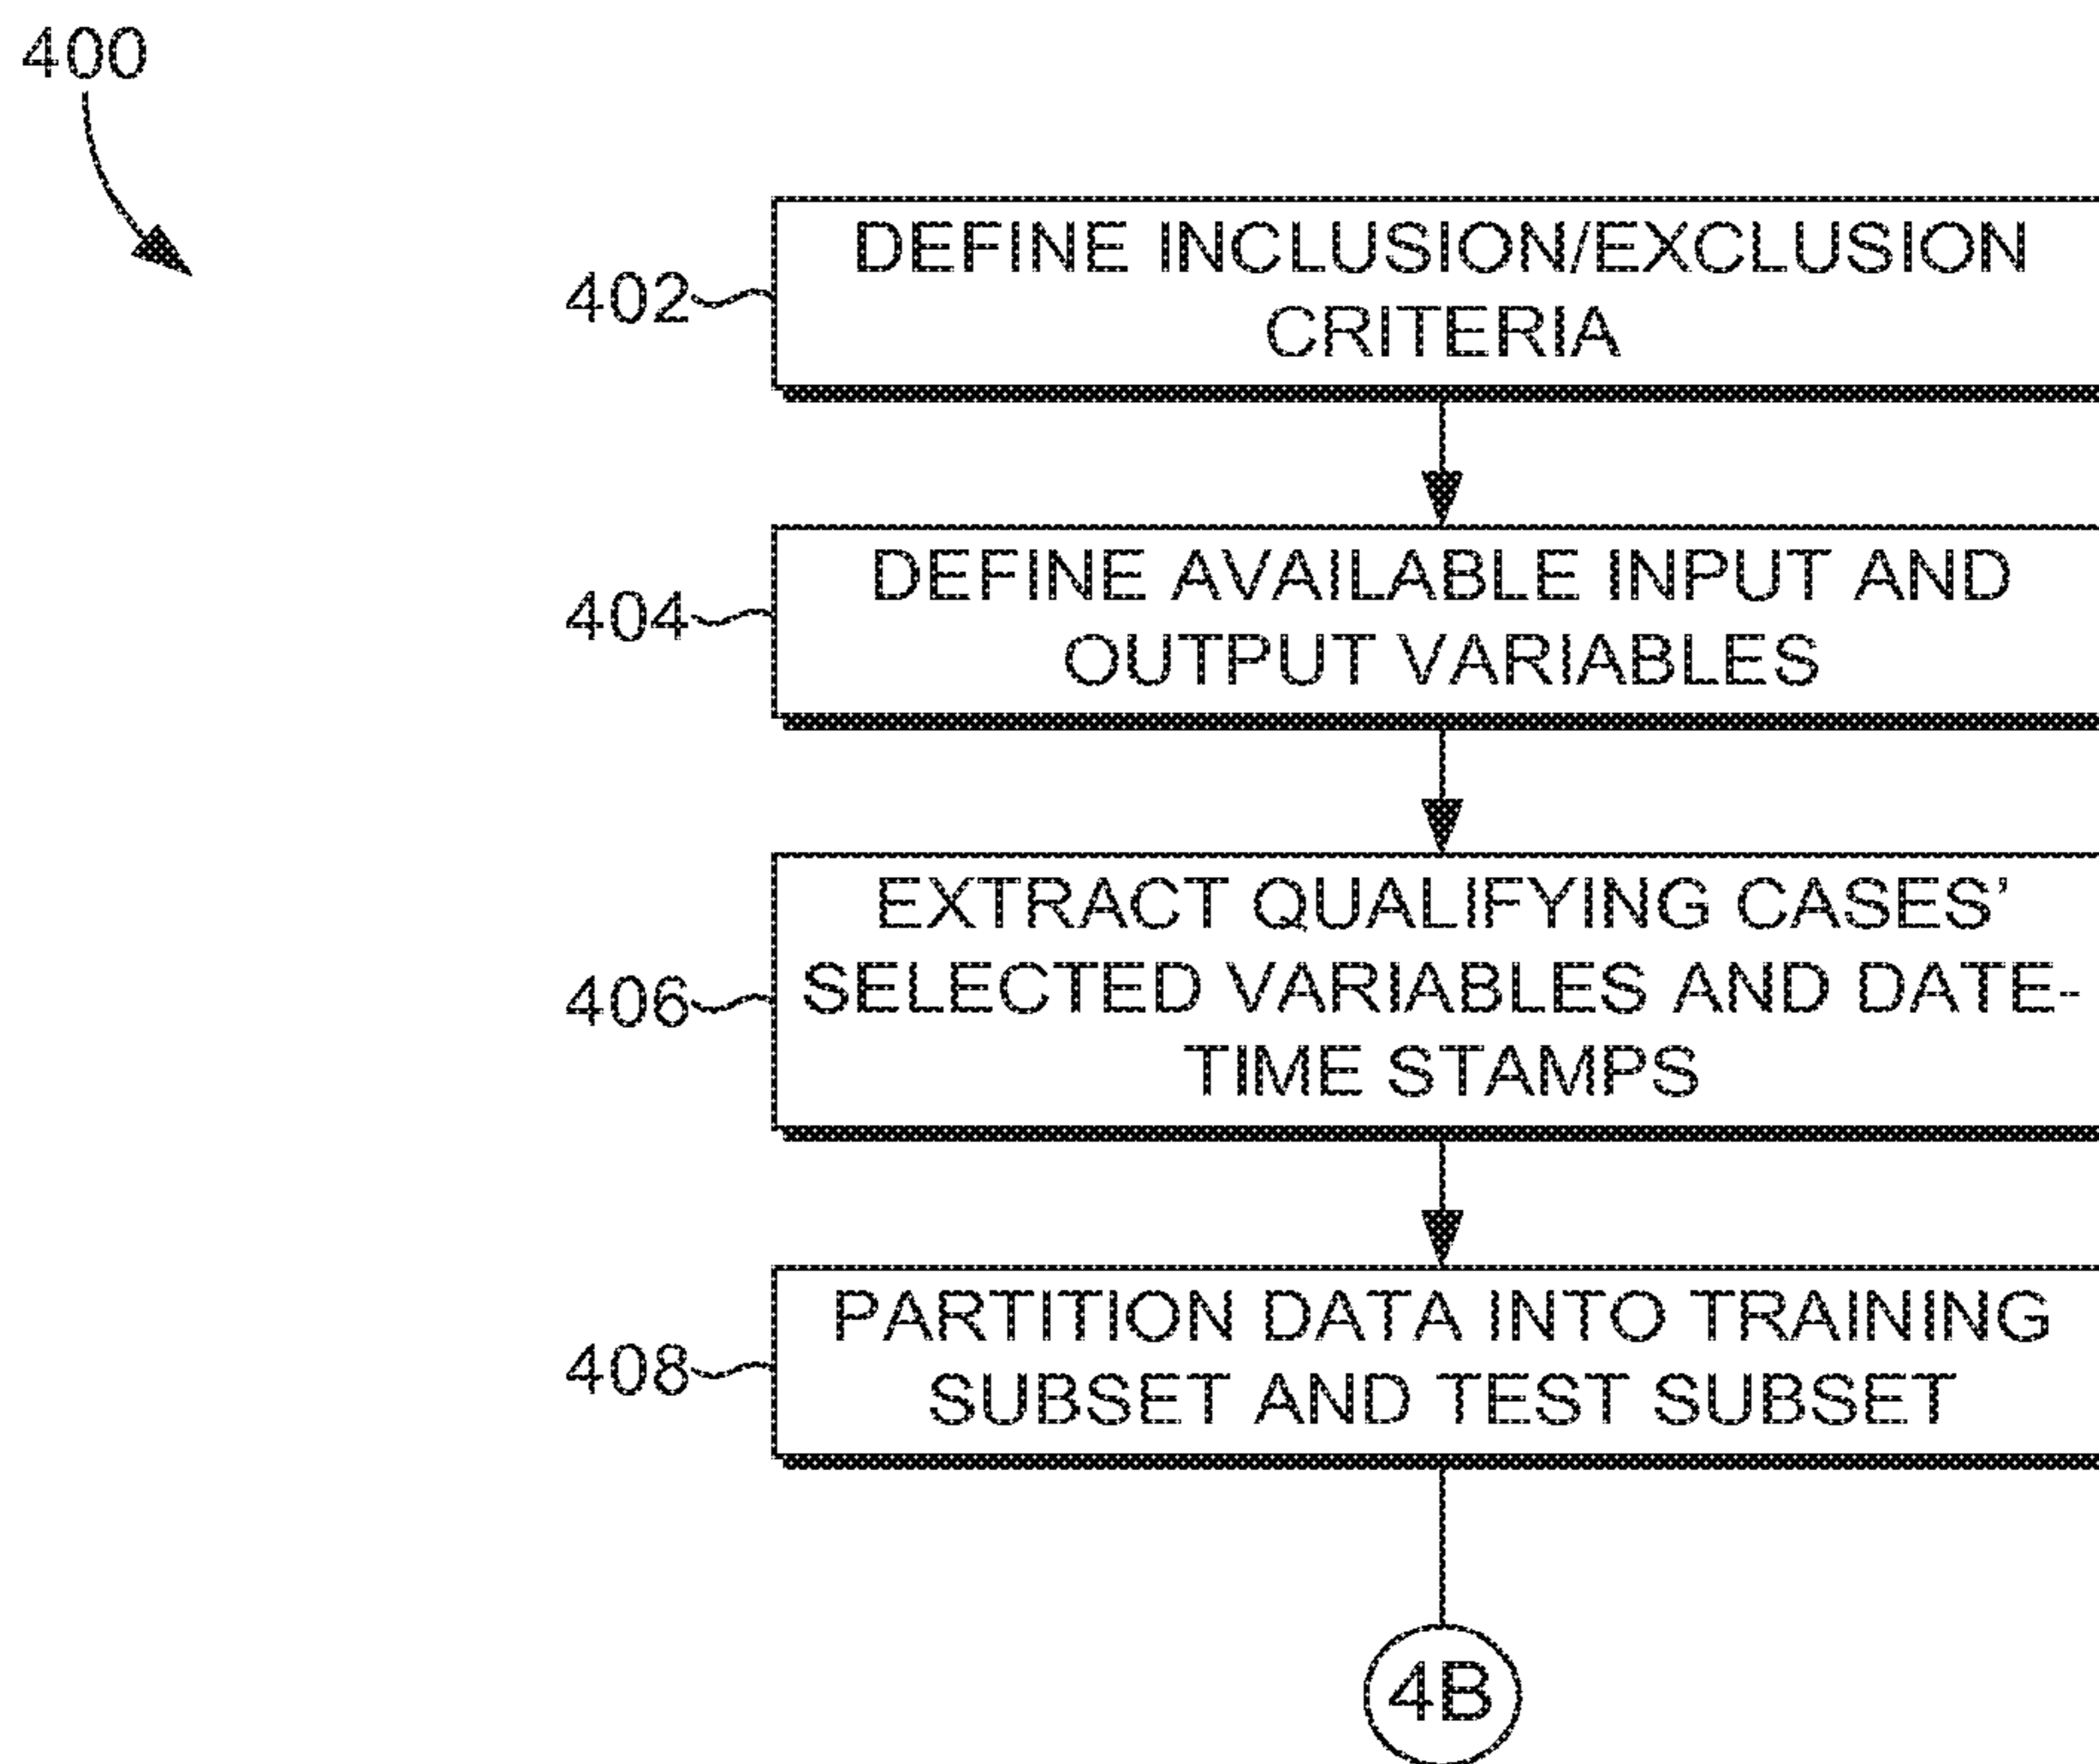 400
402
DEFINE INCLUSION/EXCLUSION
CRITERIA
404
DEFINE AVAILABLE INPUT AND
OUTPUT VARIABLES
406
EXTRACT QUALIFYING CASES’
SELECTED VARIABLES AND DATE-
TIME STAMPS
408
PARTITION DATA INTO TRAINING
SUBSET AND TEST SUBSET
4B